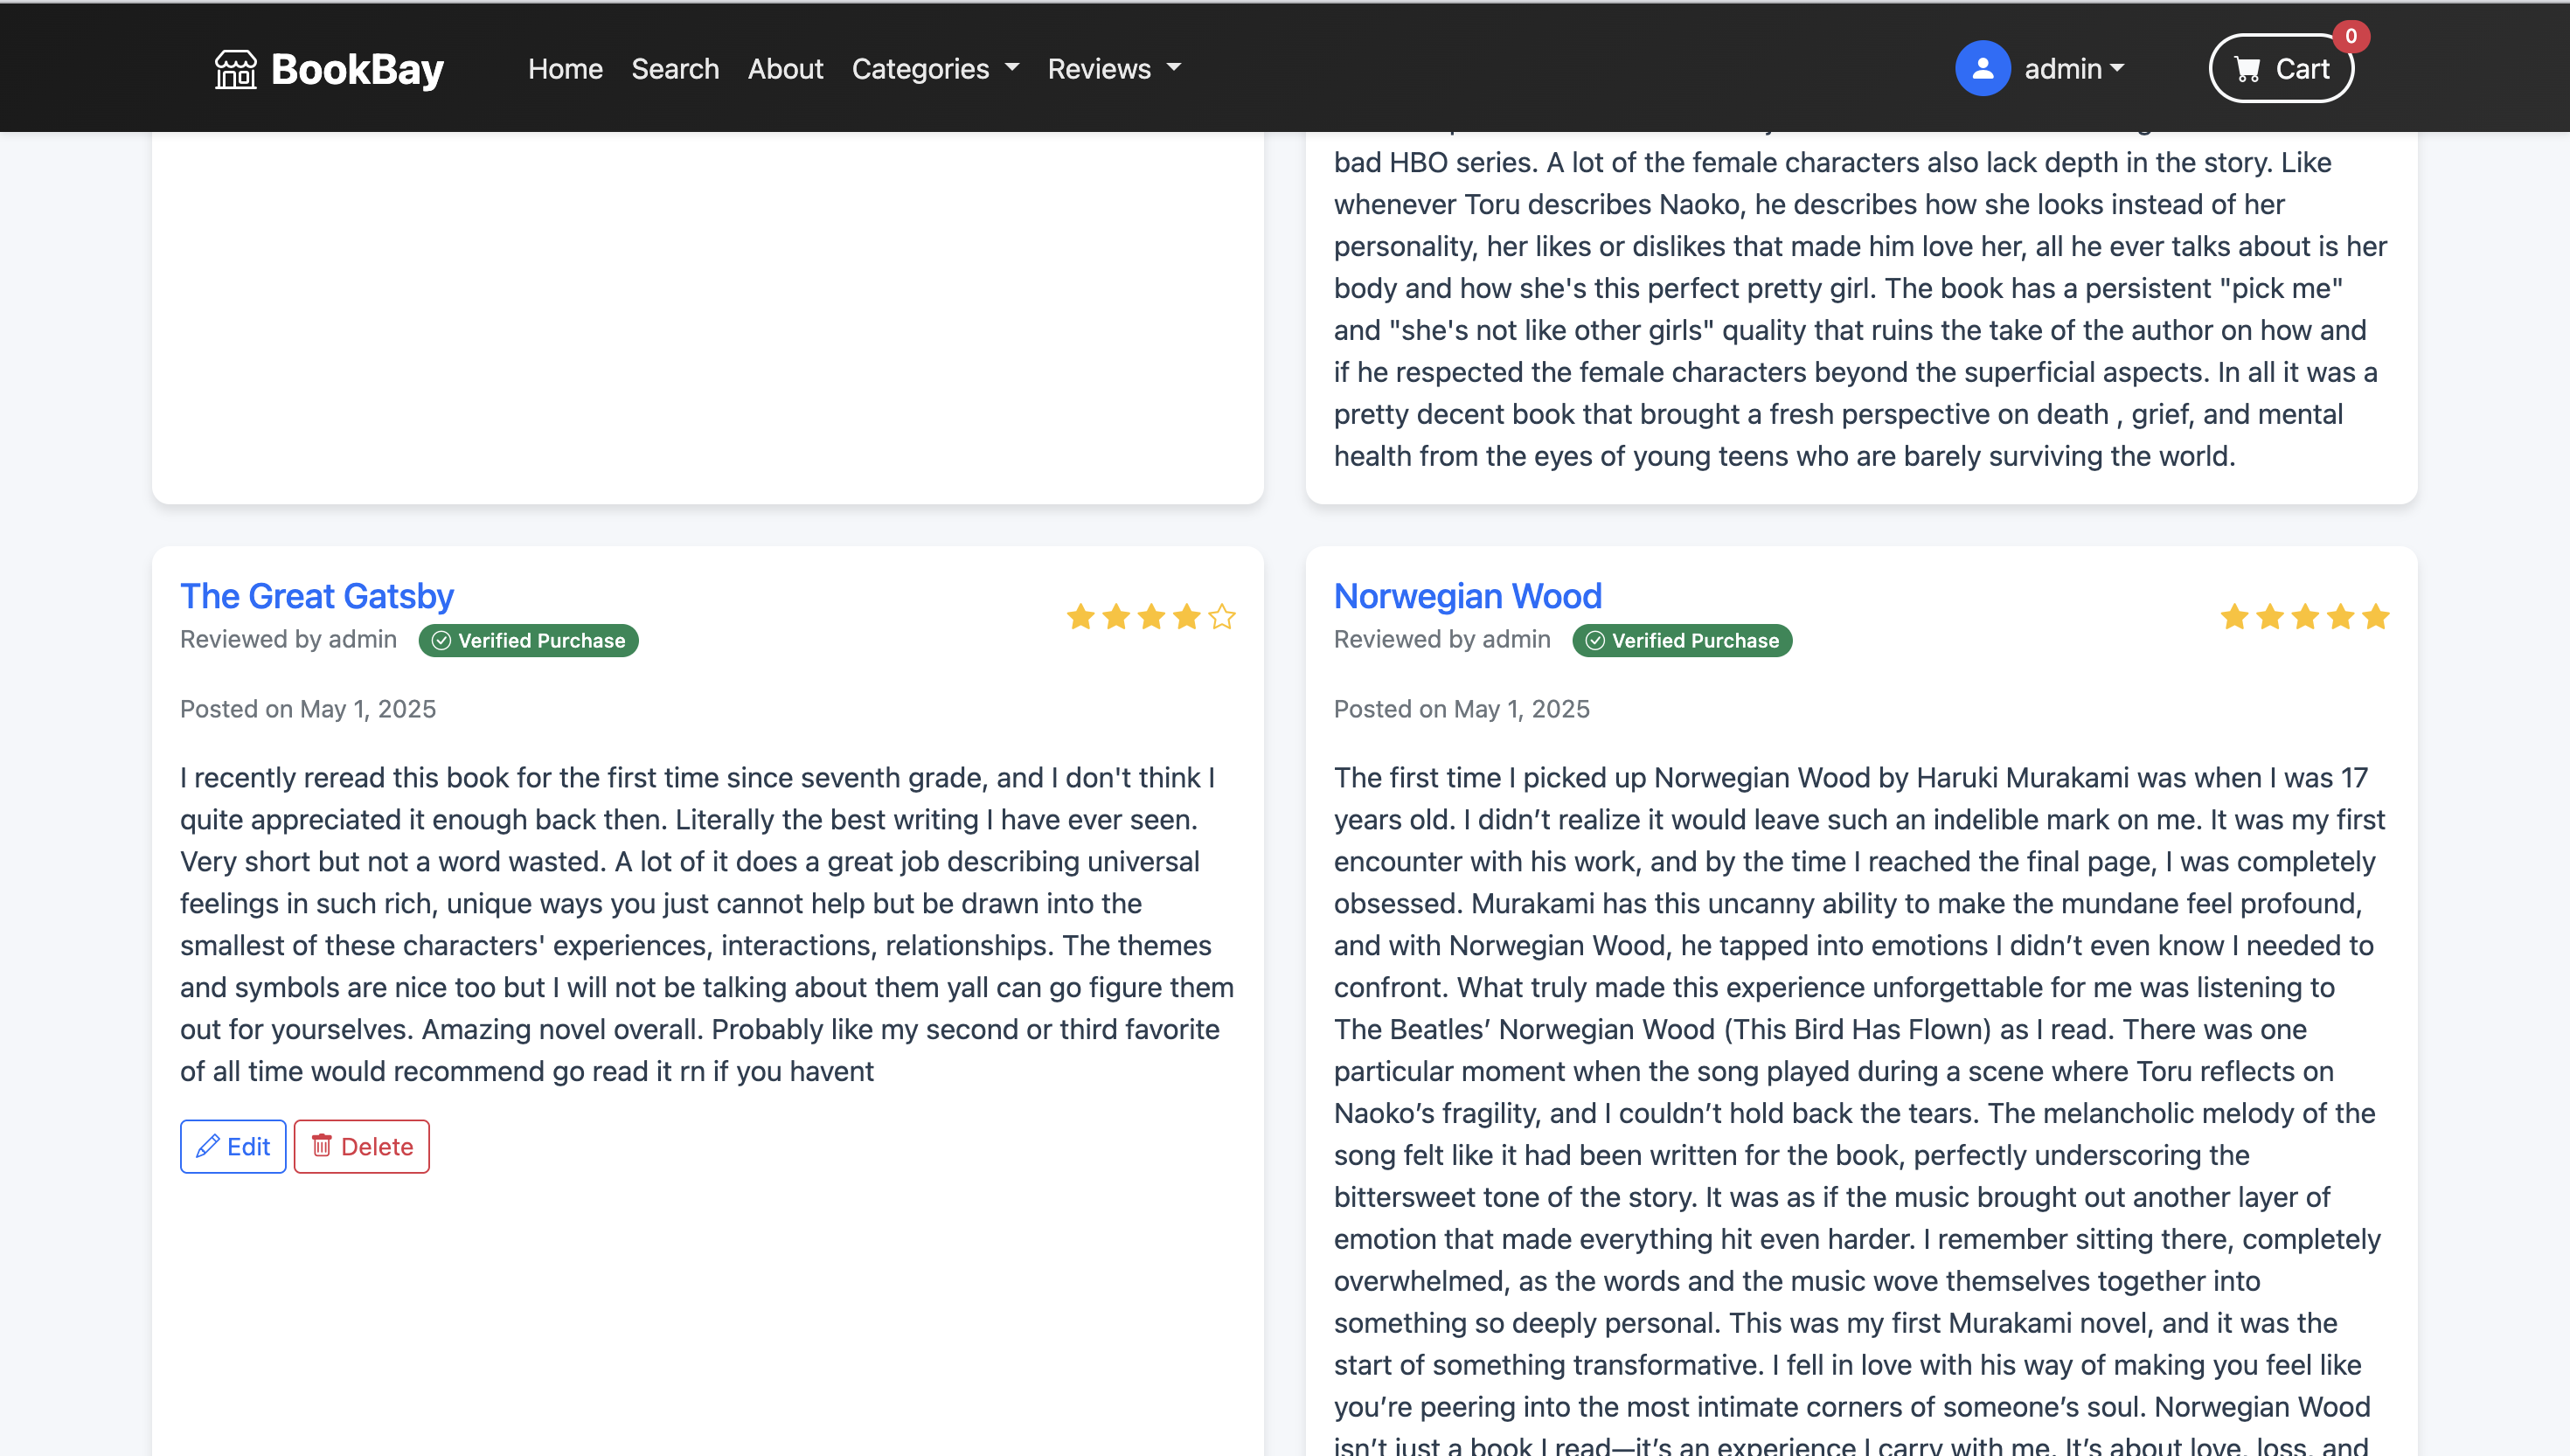 BookBay
Home
Search
About
Categories
Reviews
admin
0
Cart
bad HBO series. A lot of the female characters also lack depth in the story. Like
whenever Toru describes Naoko, he describes how she looks instead of her
personality, her likes or dislikes that made him love her, all he ever talks about is her
body and how she's this perfect pretty girl. The book has a persistent "pick me"
and "she's not like other girls" quality that ruins the take of the author on how and
if he respected the female characters beyond the superficial aspects. In all it was a
pretty decent book that brought a fresh perspective on death , grief, and mental
health from the eyes of young teens who are barely surviving the world.
The Great Gatsby
Reviewed by admin
Verified Purchase
Posted on May 1, 2025
I recently reread this book for the first time since seventh grade, and I don't think I
quite appreciated it enough back then. Literally the best writing I have ever seen.
Very short but not a word wasted. A lot of it does a great job describing universal
feelings in such rich, unique ways you just cannot help but be drawn into the
smallest of these characters' experiences, interactions, relationships. The themes
and symbols are nice too but I will not be talking about them yall can go figure them
out for yourselves. Amazing novel overall. Probably like my second or third favorite
of all time would recommend go read it rn if you havent
Edit
Delete
Norwegian Wood
Reviewed by admin
Verified Purchase
Posted on May 1, 2025
The first time I picked up Norwegian Wood by Haruki Murakami was when I was 17
years old. I didn’t realize it would leave such an indelible mark on me. It was my first
encounter with his work, and by the time I reached the final page, I was completely
obsessed. Murakami has this uncanny ability to make the mundane feel profound,
and with Norwegian Wood, he tapped into emotions I didn’t even know I needed to
confront. What truly made this experience unforgettable for me was listening to
The Beatles’ Norwegian Wood (This Bird Has Flown) as I read. There was one
particular moment when the song played during a scene where Toru reflects on
Naoko’s fragility, and I couldn’t hold back the tears. The melancholic melody of the
song felt like it had been written for the book, perfectly underscoring the
bittersweet tone of the story. It was as if the music brought out another layer of
emotion that made everything hit even harder. I remember sitting there, completely
overwhelmed, as the words and the music wove themselves together into
something so deeply personal. This was my first Murakami novel, and it was the
start of something transformative. I fell in love with his way of making you feel like
you’re peering into the most intimate corners of someone’s soul. Norwegian Wood
isn’t just a book I read—it’s an experience I carry with me. It’s about love, loss, and